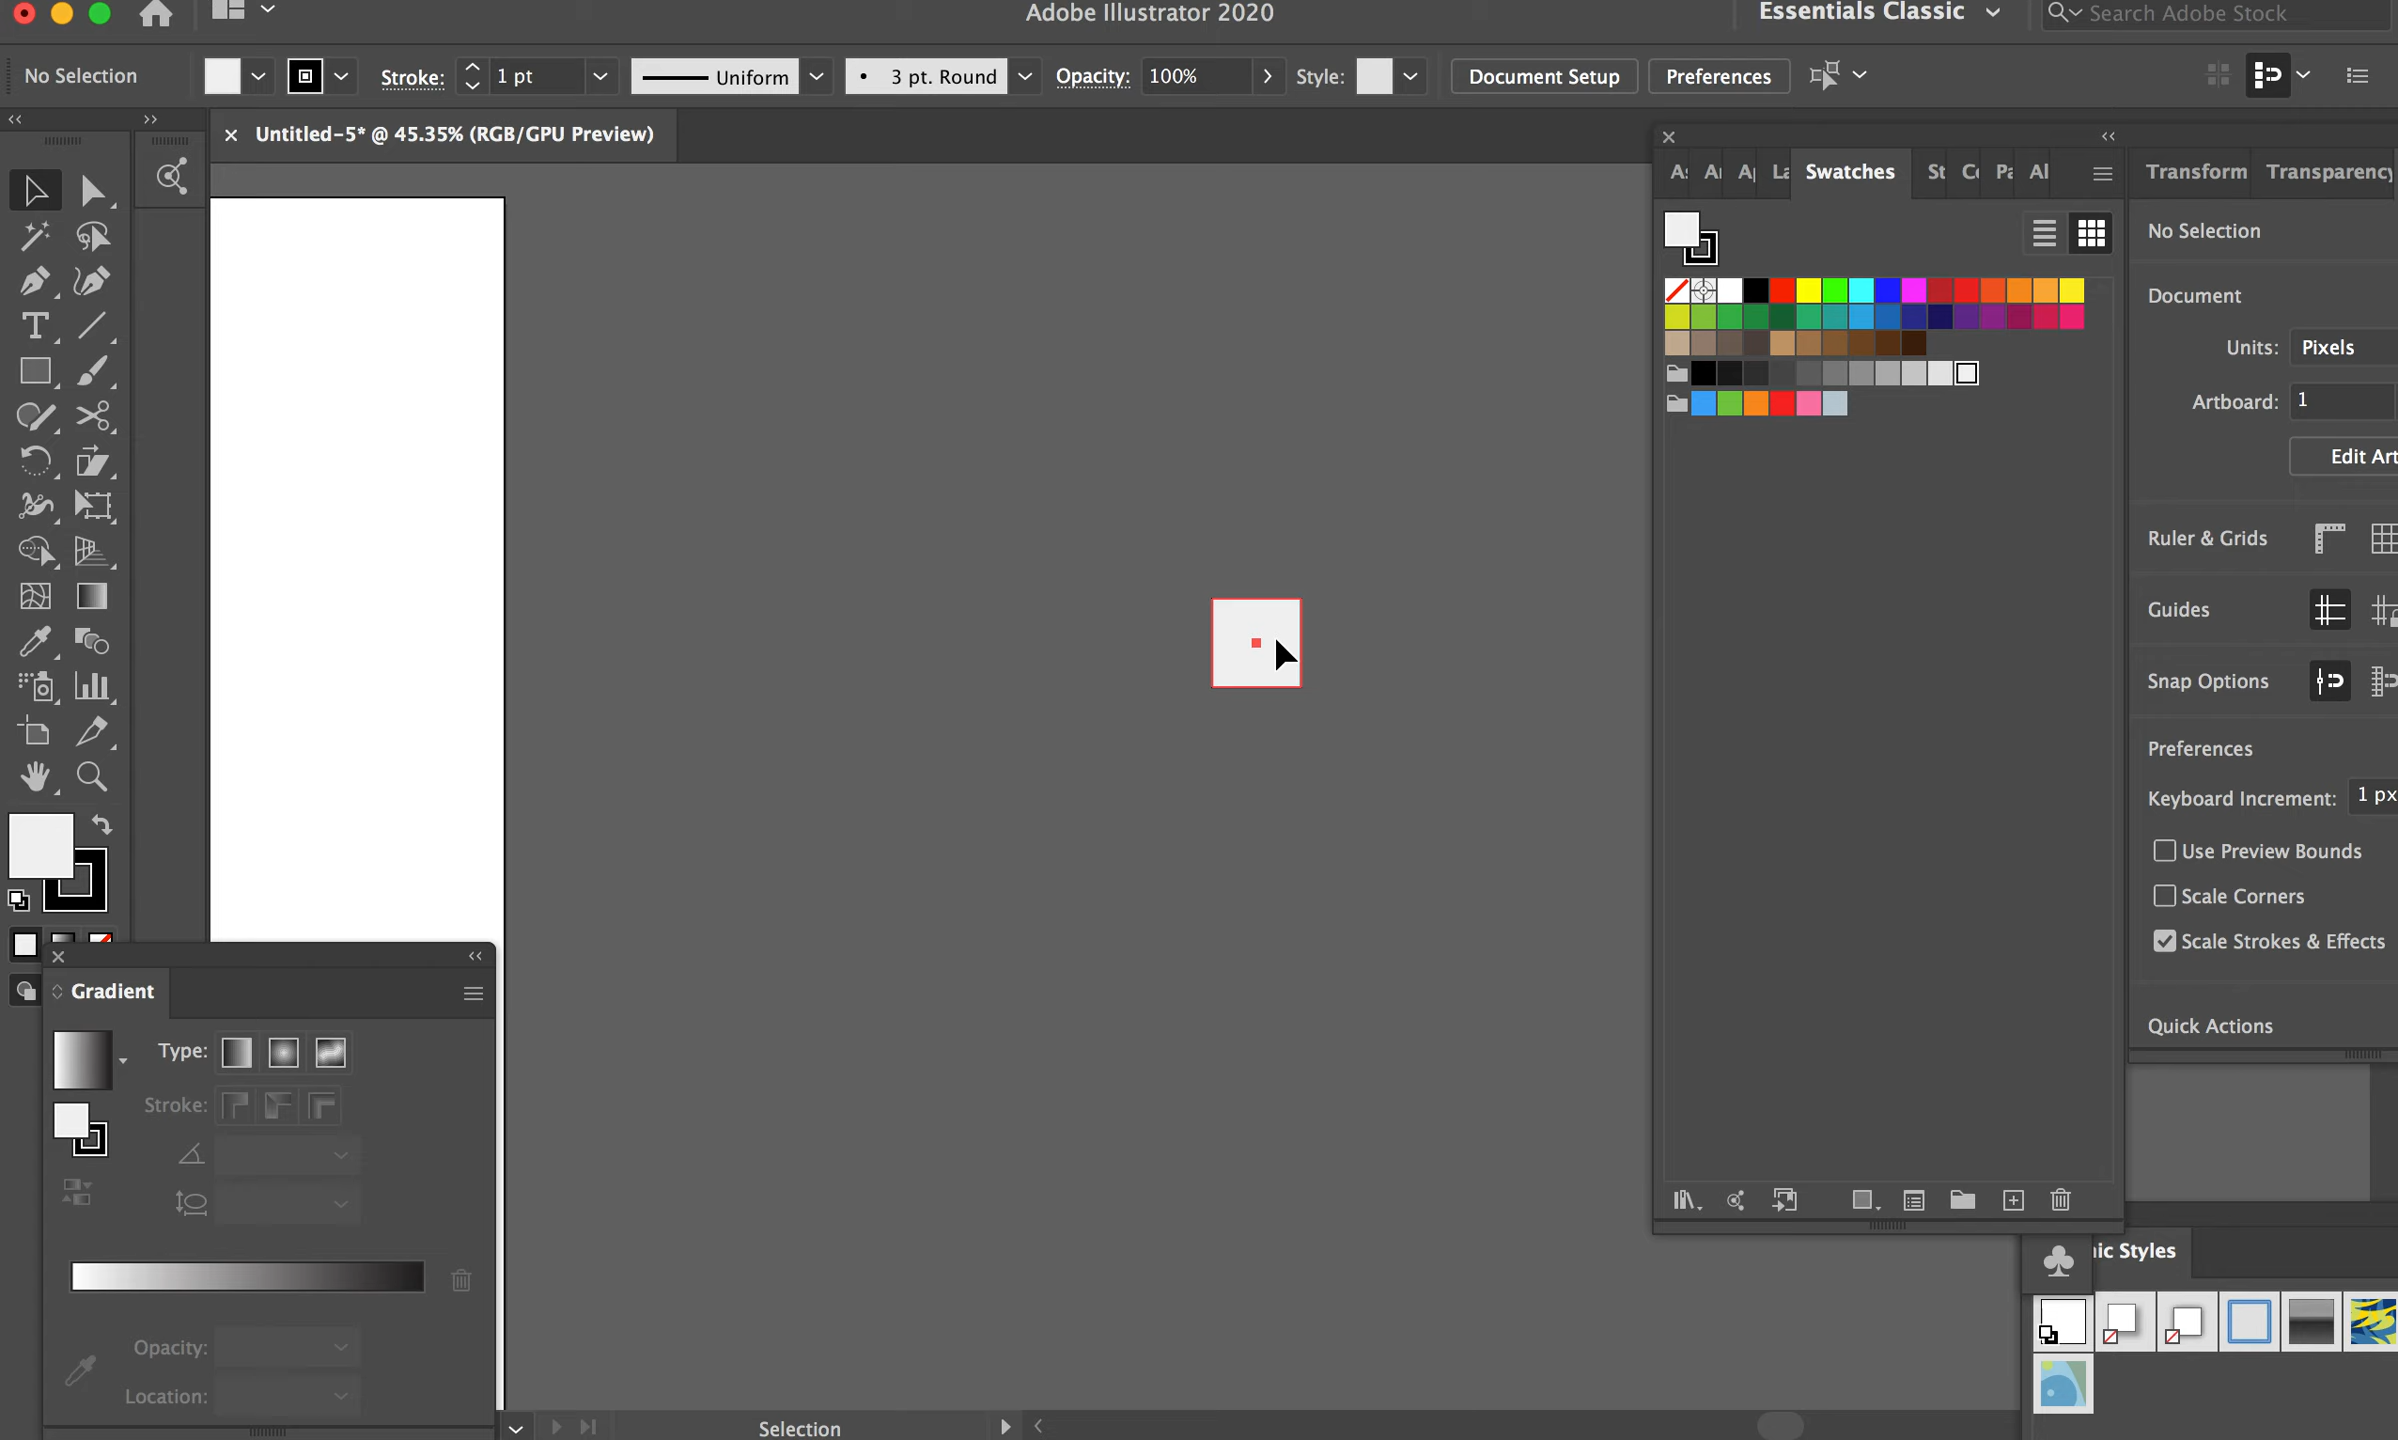 Adobe Illustrator 2020
Essentials Classic
Search Adobe Stock
No Selection
Stroke:
1 pt
Uniform
3 pt. Round
Opacity:
100%
Style:
Document Setup
Preferences
Untitled-5* @ 45.35% (RGB/GPU Preview)
Swatches
St
Transform
Transparency
No Selection
Document
Units:
Pixels
Artboard:
1
Edit Art
Ruler & Grids
Guides
Snap Options
Preferences
Keyboard Increment:
1 px
Use Preview Bounds
Scale Corners
Scale Strokes & Effects
Quick Actions
Gradient
Type:
Stroke:
Opacity:
Location:
Selection
ic Styles